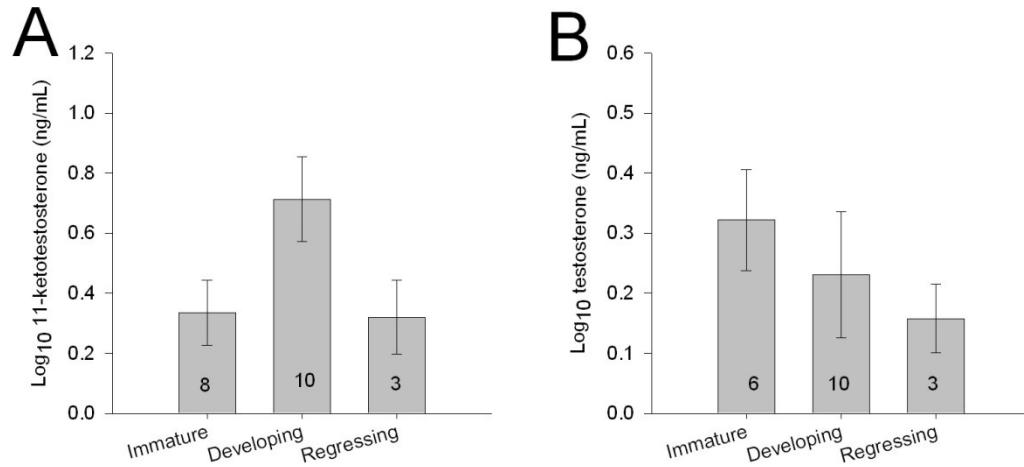 A
Log10 11-ketotestosterone (ng/mL)
1.2
1.0
0.8
0.6
0.4
0.2
0.0
8
10
3
Immature
Developing
Regressing
B
Log10 testosterone (ng/mL)
0.6
0.5
0.4
0.3
0.2
0.1
0.0
6
10
3
Immature
Developing
Regressing